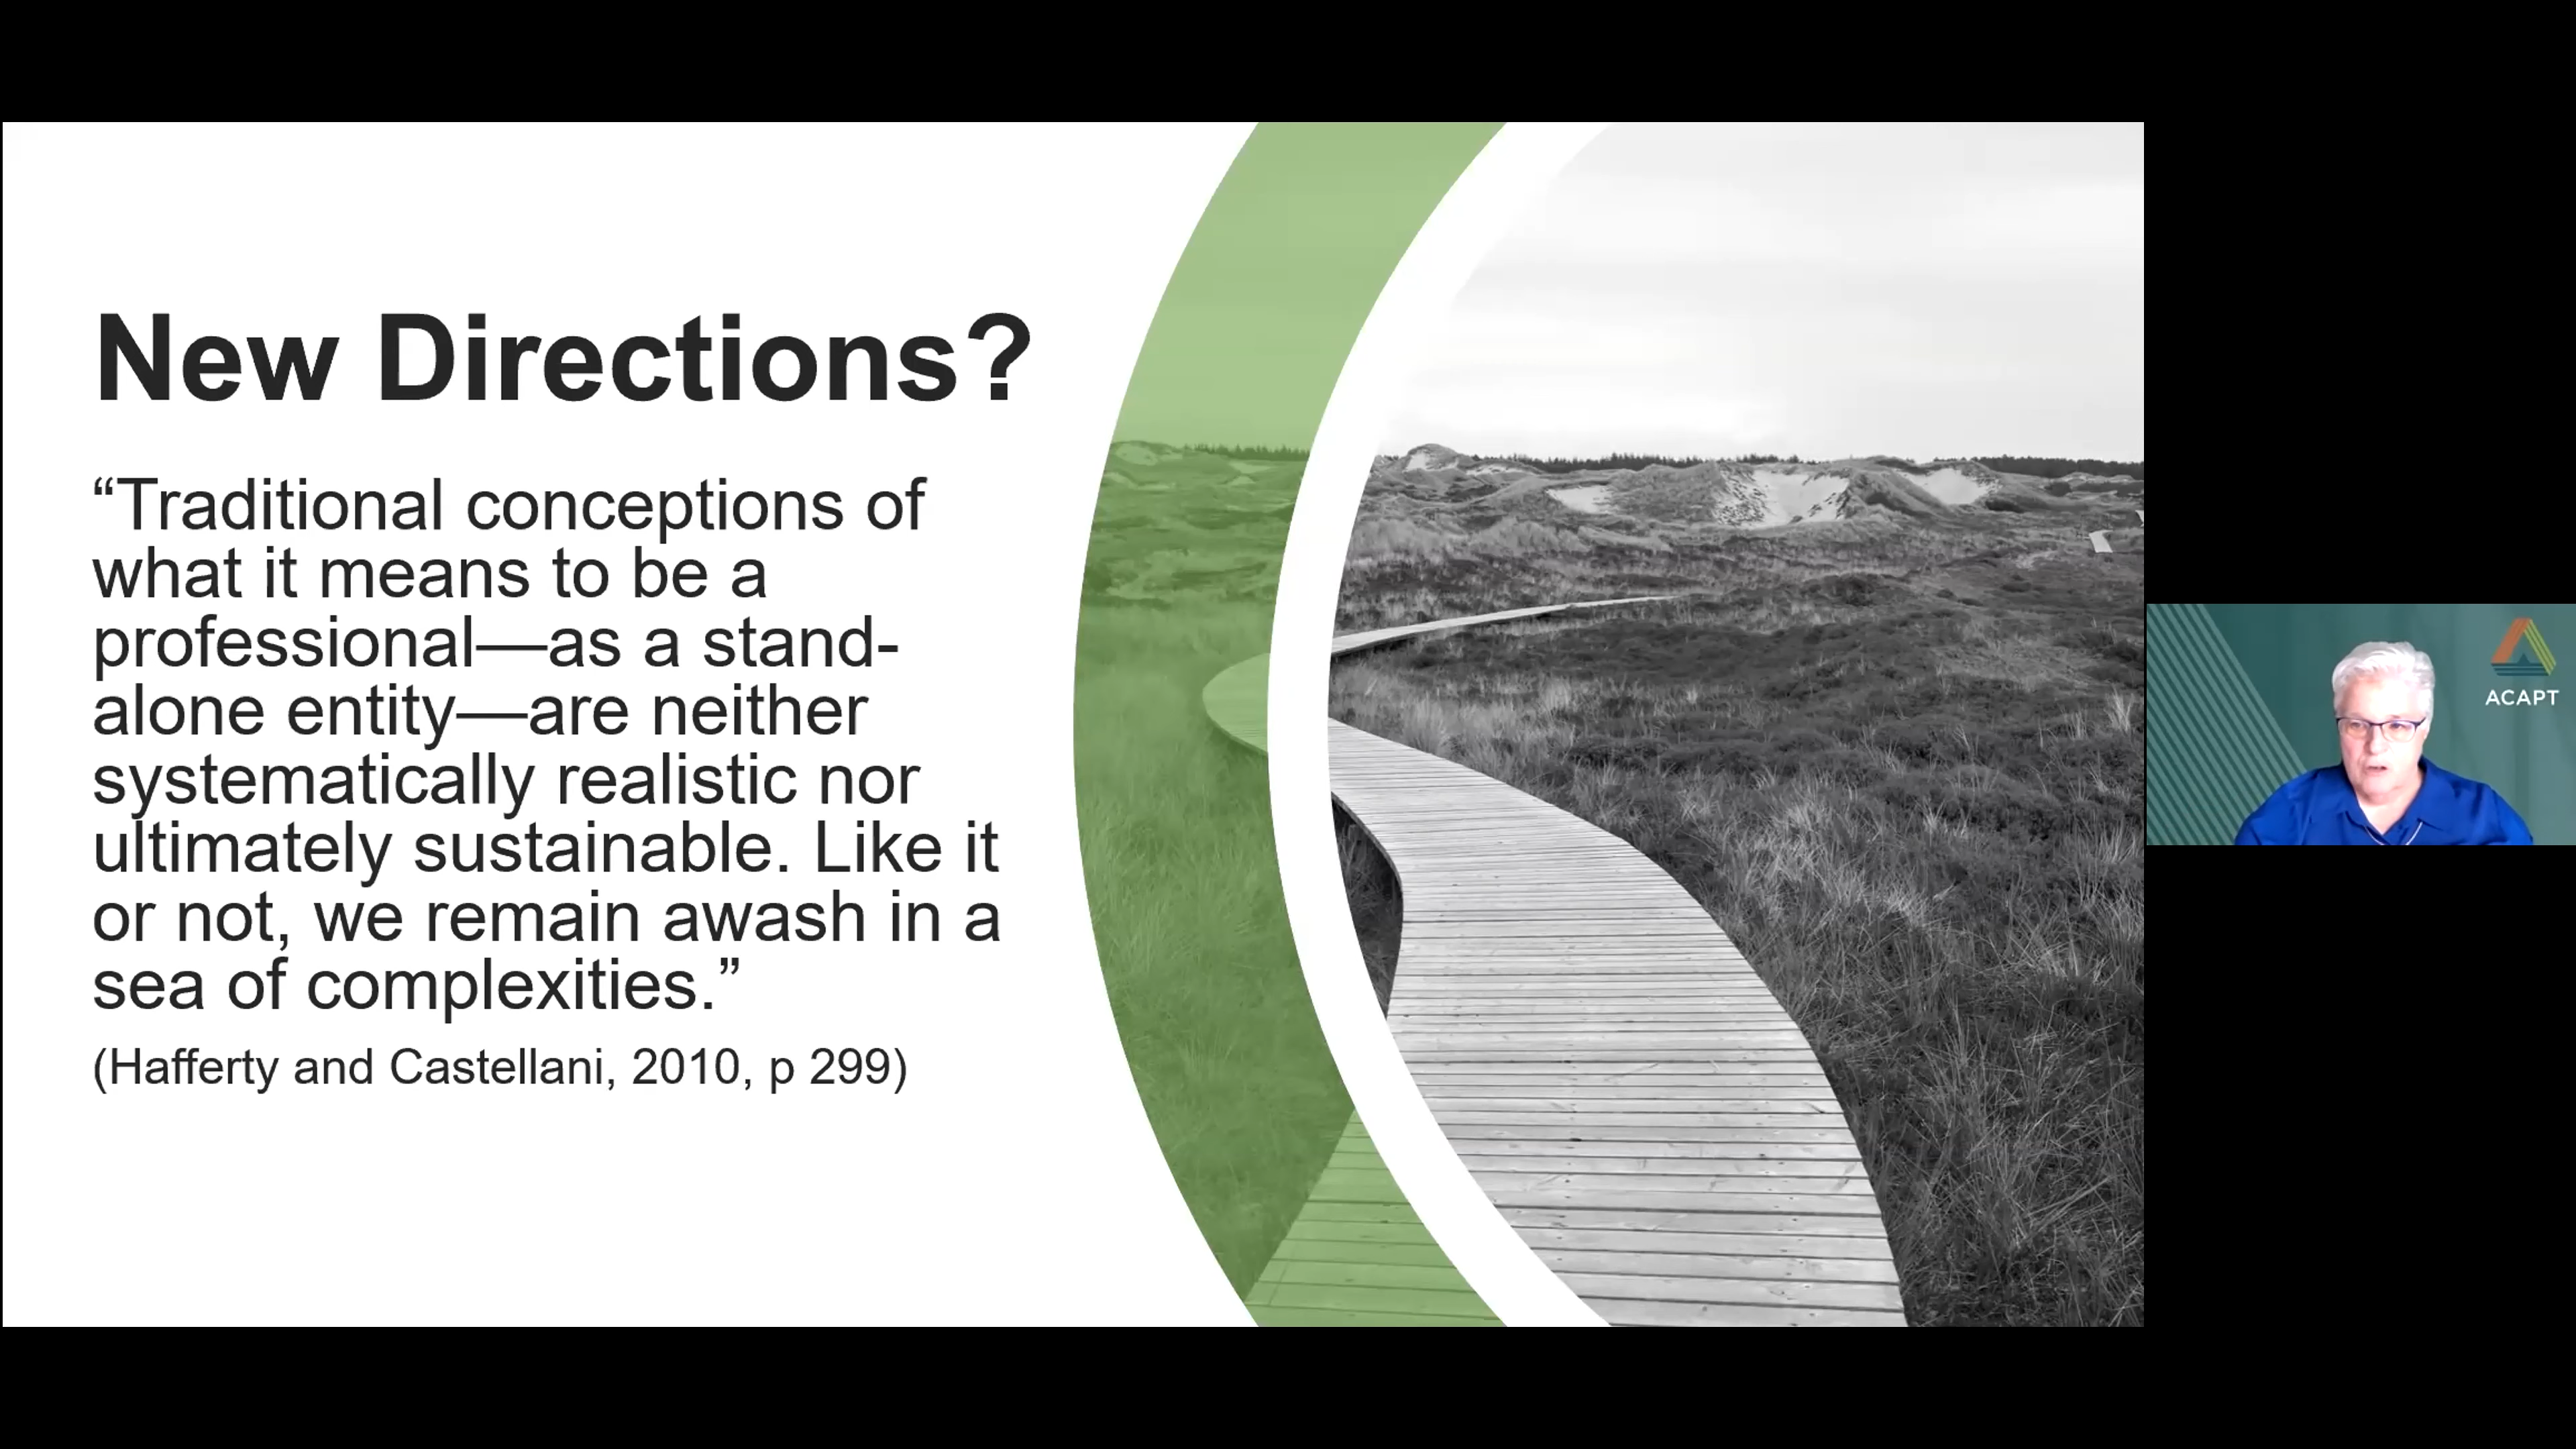 New Directions?
“Traditional conceptions of
what it means to be a
professional—as a stand-
alone entity—are neither
systematically realistic nor
ultimately sustainable. Like it
or not, we remain awash in a
sea of complexities.”
(Hafferty and Castellani, 2010, p 299)
ACAPT